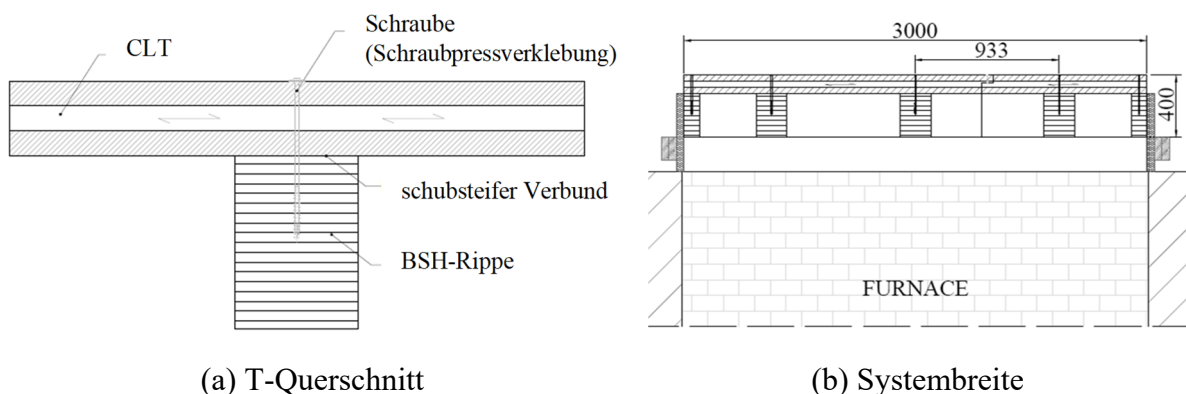 CLT
Schraube
(Schraubpressverklebung)
schubsteifer Verbund
BSH-Rippe
(a) T-Querschnitt
3000
933
400
FURNACE
(b) Systembreite